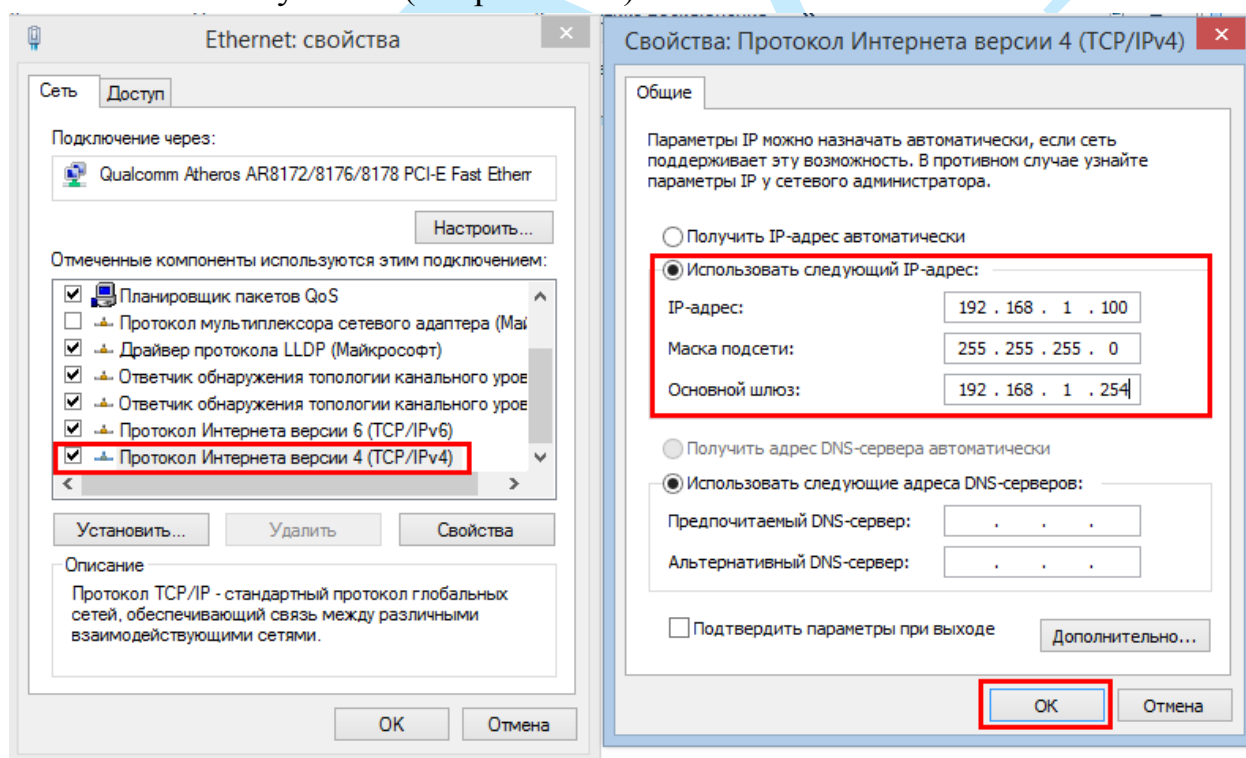 Ethernet: свойства
Сеть Доступ
Подключение через:
Qualcomm Atheros AR8172/8176/8178 PCI-E Fast Ethern
Настроить...
Отмеченные компоненты используются этим подключением:
Планировщик пакетов QoS
Протокол мультиплексора сетевого адаптера (Май
Драйвер протокола LLDP (Майкрософт)
Ответчик обнаружения топологии канального уров
Ответчик обнаружения топологии канального уров
Протокол Интернета версии 6 (TCP/IPv6)
Протокол Интернета версии 4 (TCP/IPv4)
Установить... Удалить Свойства
Описание
Протокол TCP/IP - стандартный протокол глобальных
сетей, обеспечивающий связь между различными
взаимодействующими сетями.
OK Отмена
Свойства: Протокол Интернета версии 4 (TCP/IPv4)
Общие
Параметры IP можно назначать автоматически, если сеть
поддерживает эту возможность. В противном случае узнайте
параметры IP у сетевого администратора.
Получить IP-адрес автоматически
Использовать следующий IP-адрес:
IP-адрес: 192 . 168 . 1 . 100
Маска подсети: 255 . 255 . 255 . 0
Основной шлюз: 192 . 168 . 1 . 254
Получить адрес DNS-сервера автоматически
Использовать следующие адреса DNS-серверов:
Предпочитаемый DNS-сервер: . . .
Альтернативный DNS-сервер: . . .
Подтвердить параметры при выходе
Дополнительно...
OK Отмена